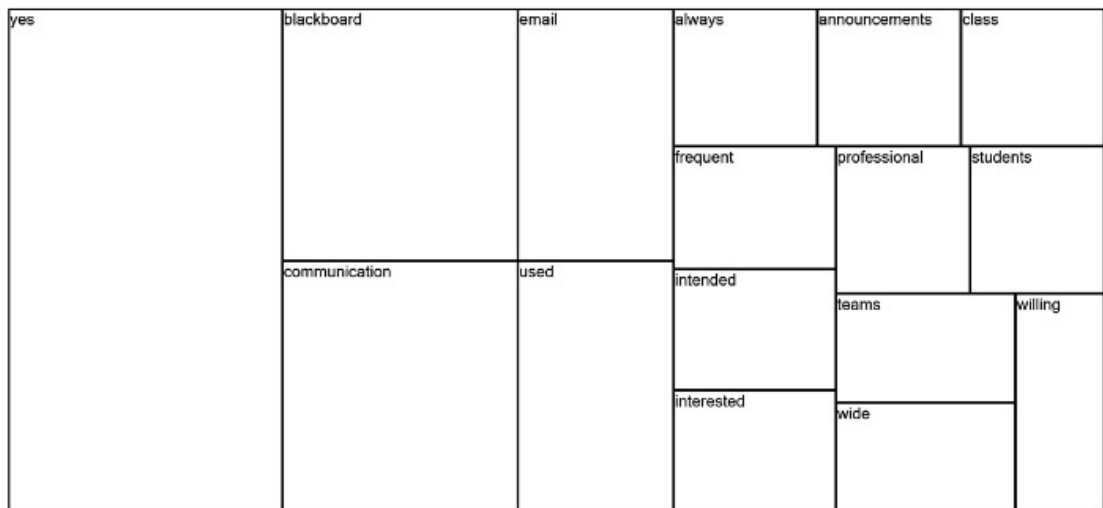 yes
blackboard
email
always
announcements
class
frequent
professional
students
communication
used
intended
teams
willing
interested
wide